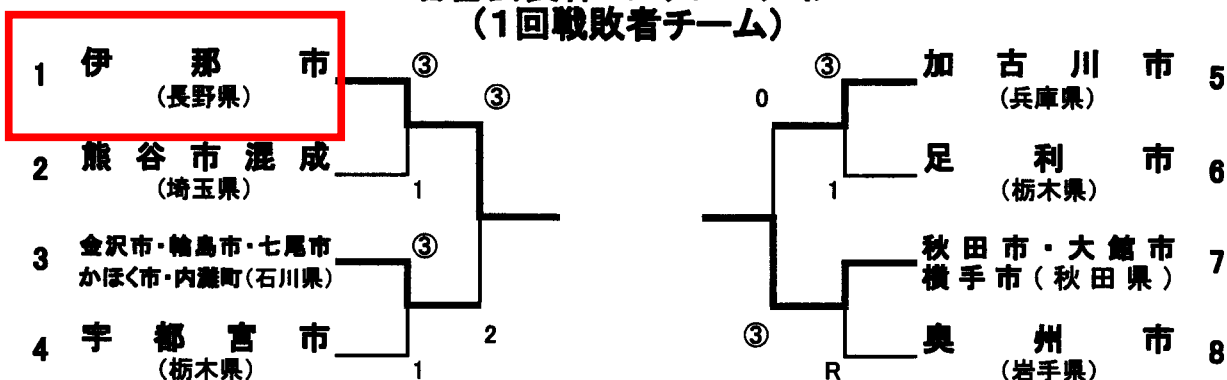 (1回戦敗者チーム)
1 伊那市
(長野県)
③
③
2 熊谷市混成
(埼玉県)
1
3 金沢市・輪島市・七尾市
かほく市・内灘町(石川県)
③
4 宇都宮市
(栃木県)
1
2
0
③
加古川市 5
(兵庫県)
1
足利市 6
(栃木県)
秋田市・大館市 7
横手市(秋田県)
③
R
奥州市 8
(岩手県)